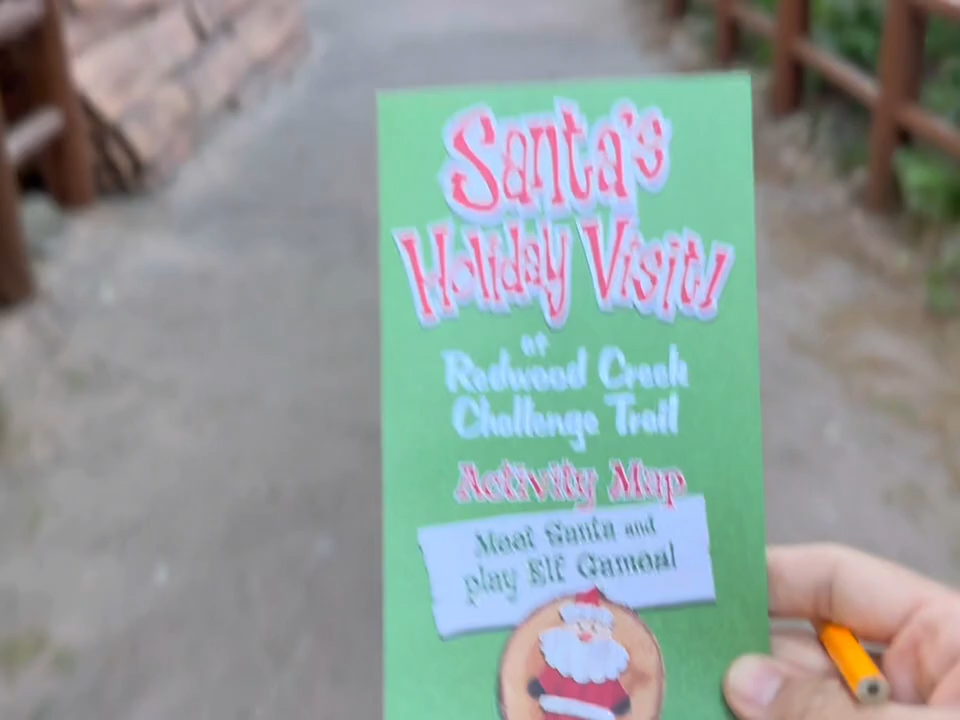 Santa's
Holiday Visit!
at
Redwood Creek
Challenge Trail
Activity Map
Meet Santa and
play Elf Games!